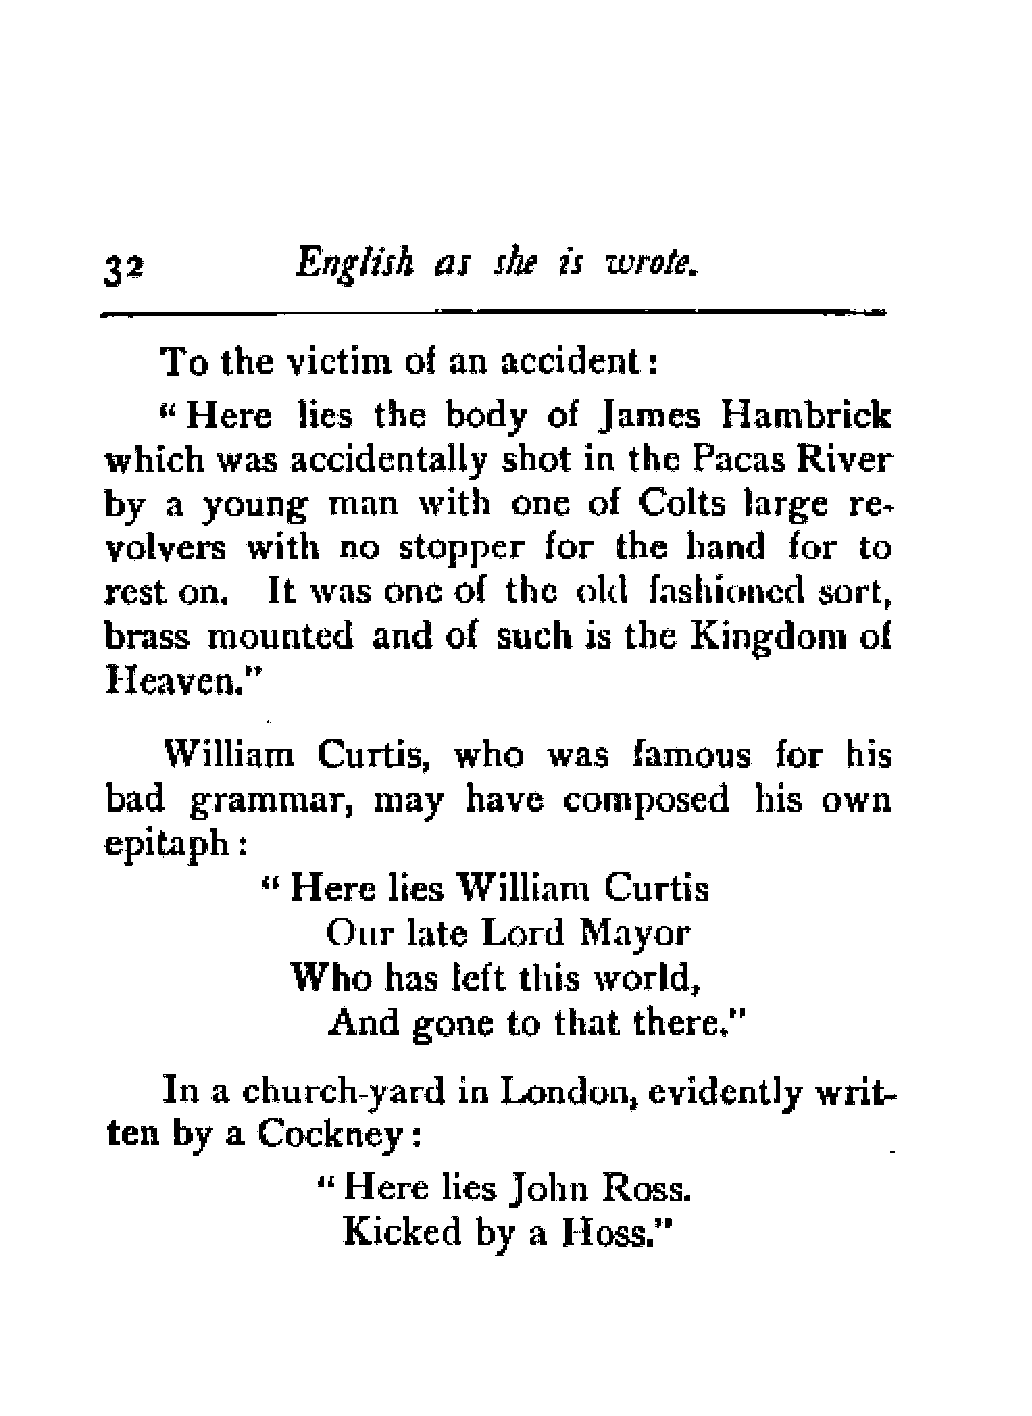 32 English as she is wrote.
To the victim of an accident:
"Here lies the body of James Hambrick
which was accidentally shot in the Pacas River
by a young man with one of Colts large re-
volvers with no stopper for the hand for to
rest on. It was one of the old fashioned sort,
brass mounted and of such is the Kingdom of
Heaven."
William Curtis, who was famous for his
bad grammar, may have composed his own
epitaph:
"Here lies William Curtis
Our late Lord Mayor
Who has left this world,
And gone to that there."
In a church-yard in London, evidently writ-
ten by a Cockney:
"Here lies John Ross.
Kicked by a Hoss."